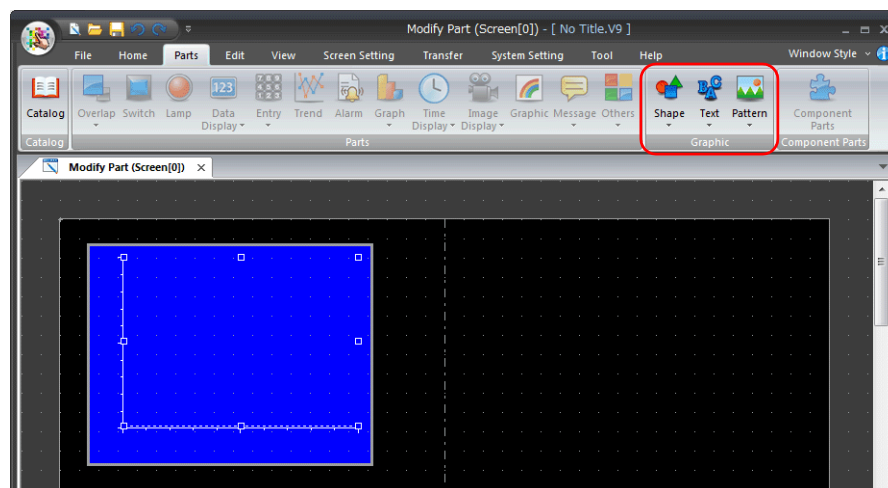 Modify Part (Screen[0]) - [ No Title.V9 ]
File Home Parts Edit View Screen Setting Transfer System Setting Tool Help Window Style
Catalog Overlap Switch Lamp Data Display Entry Trend Alarm Graph Time Display Image Display Graphic Message Others Shape Text Pattern Component Parts
Catalog Parts Graphic Component Parts
Modify Part (Screen[0])